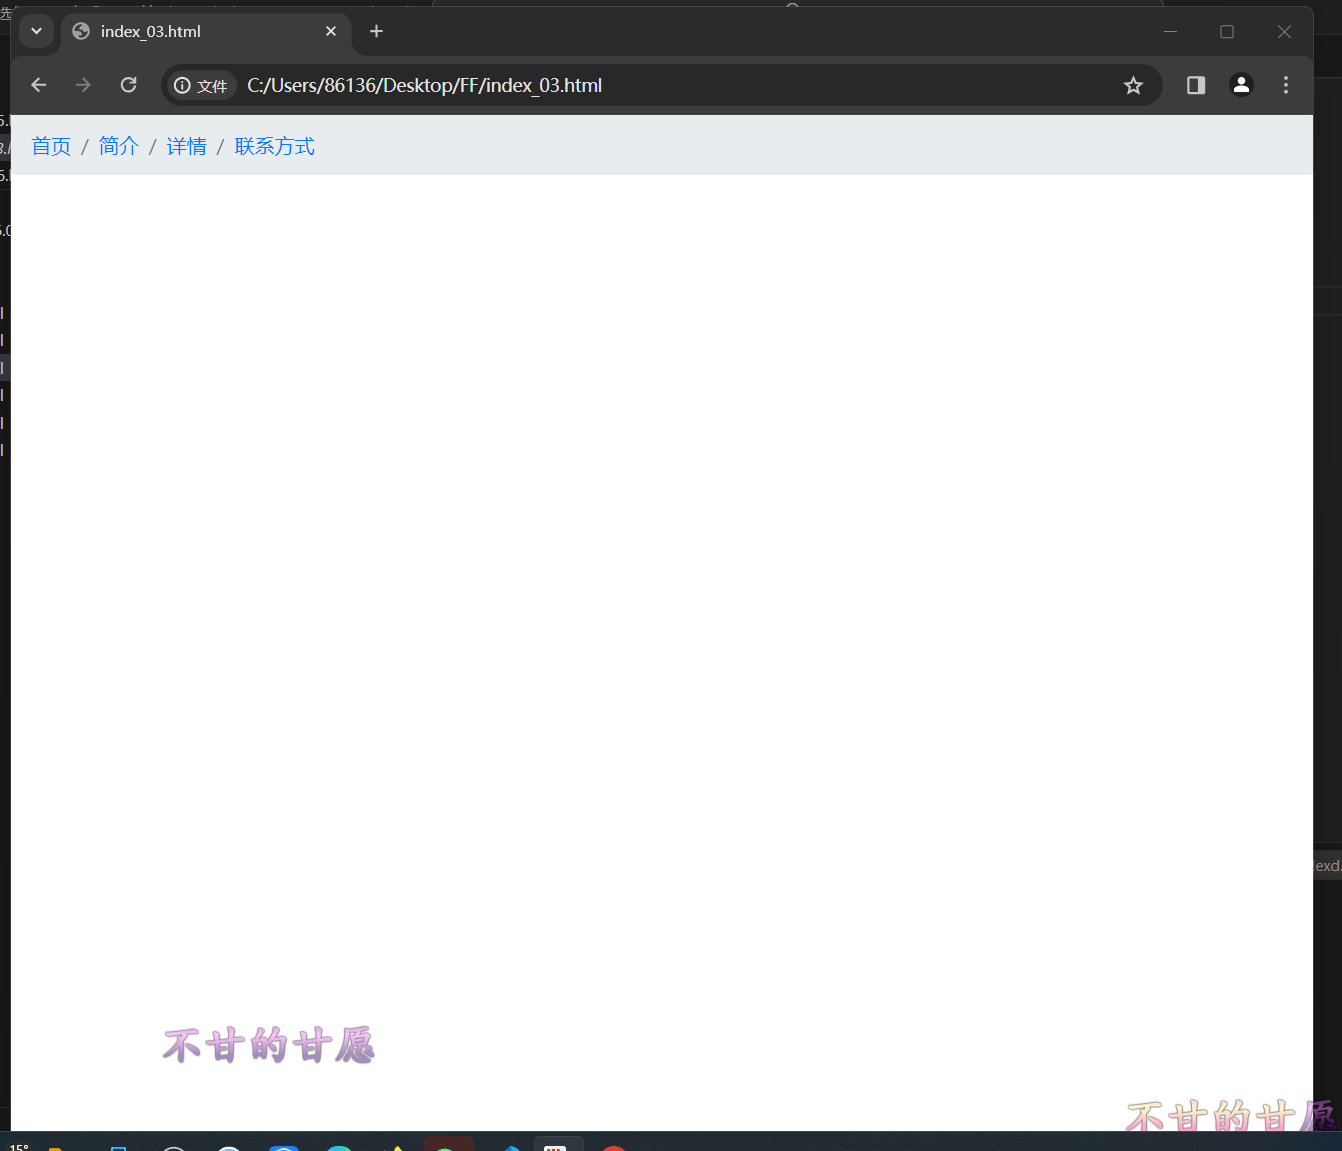 index_03.html
文件 C:/Users/86136/Desktop/FF/index_03.html
首页 / 简介 / 详情 / 联系方式
不甘的甘愿
不甘的甘愿
15°